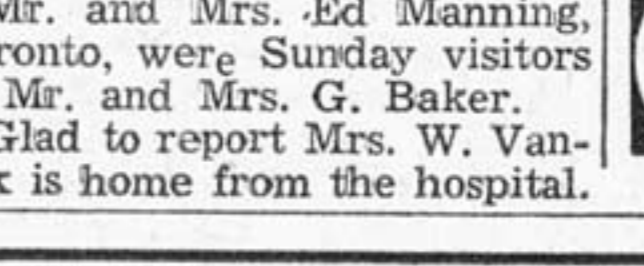 Mr. and Mrs. Ed Manning,
ronto, were Sunday visitors
Mr. and Mrs. G. Baker.
Glad to report Mrs. W. Van-
is home from the hospital.